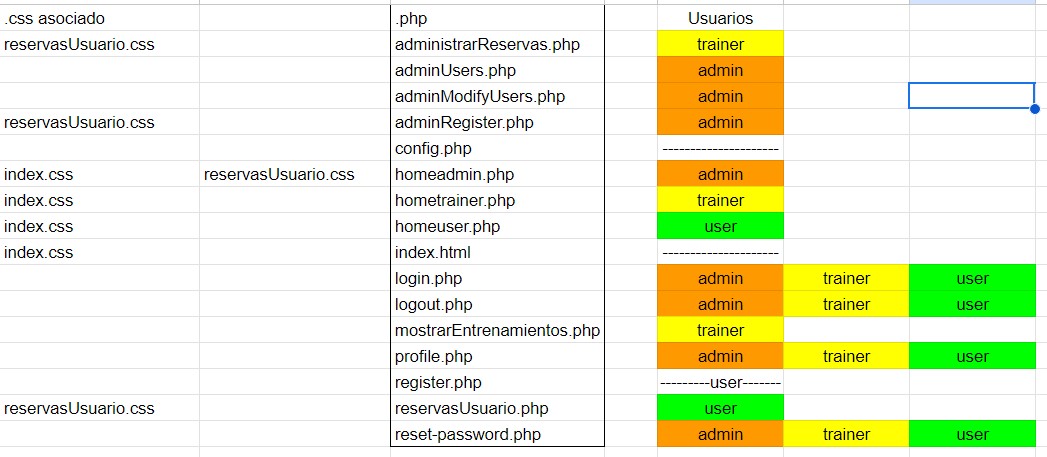 .css asociado .php Usuarios
reservasUsuario.css administrarReservas.php trainer
adminUsers.php admin
adminModifyUsers.php admin
reservasUsuario.css adminRegister.php admin
config.php ---------------------
index.css reservasUsuario.css homeadmin.php admin
index.css hometrainer.php trainer
index.css homeuser.php user
index.css index.html ---------------------
login.php admin trainer user
logout.php admin trainer user
mostrarEntrenamientos.php trainer
profile.php admin trainer user
register.php ---------user-------
reservasUsuario.css reservasUsuario.php user
reset-password.php admin trainer user